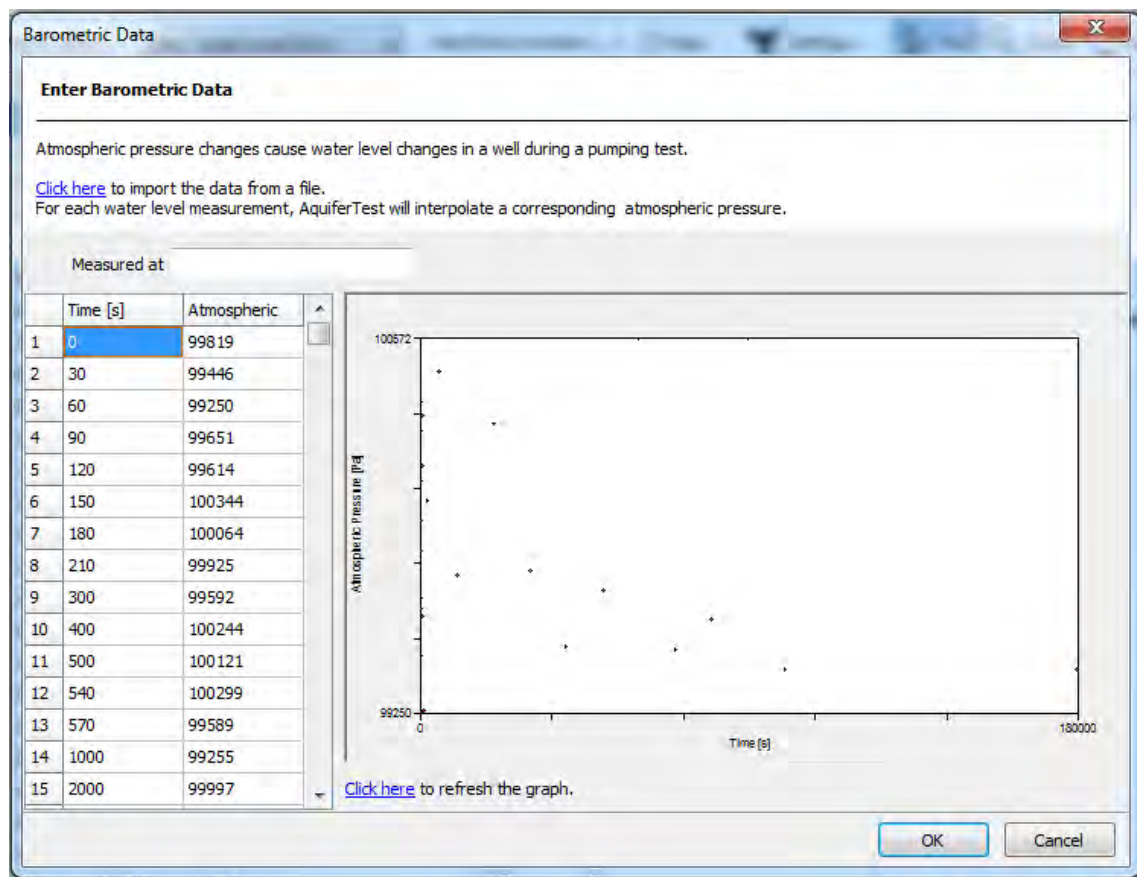 Barometric Data
Enter Barometric Data
Atmospheric pressure changes cause water level changes in a well during a pumping test.
Click here to import the data from a file.
For each water level measurement, AquiferTest will interpolate a corresponding atmospheric pressure.
Measured at
Time [s] Atmospheric
1 0 99819
2 30 99446
3 60 99250
4 90 99651
5 120 99614
6 150 100344
7 180 100064
8 210 99925
9 300 99592
10 400 100244
11 500 100121
12 540 100299
13 570 99589
14 1000 99255
15 2000 99997
100572
Atmospheric Pressure [Pa]
99250
0
180000
Time [s]
Click here to refresh the graph.
OK Cancel